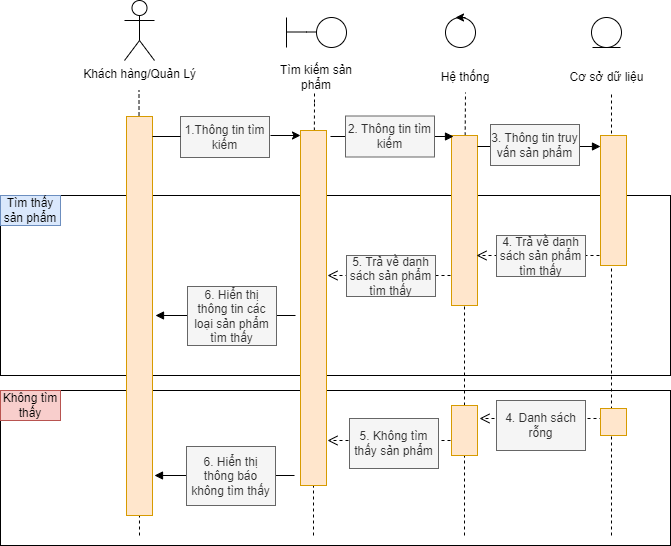 Khách hàng/Quản Lý
Tìm kiếm sản
phẩm
Hệ thống
Cơ sở dữ liệu
1.Thông tin tìm
kiếm
2. Thông tin tìm
kiếm
3. Thông tin truy
vấn sản phẩm
Tìm thấy
sản phẩm
4. Trả về danh
sách sản phẩm
tìm thấy
5. Trả về danh
sách sản phẩm
tìm thấy
6. Hiển thị
thông tin các
loại sản phẩm
tìm thấy
Không tìm
thấy
4. Danh sách
rỗng
5. Không tìm
thấy sản phẩm
6. Hiển thị
thông báo
không tìm thấy